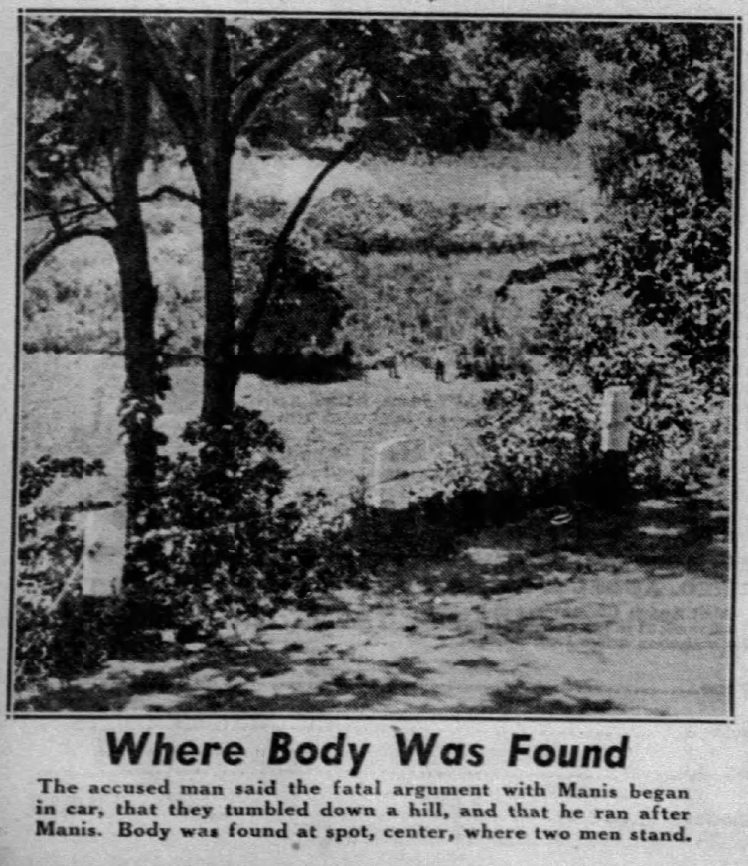 Where Body Was Found
The accused man said the fatal argument with Manis began
in car, that they tumbled down a hill, and that he ran after
Manis. Body was found at spot, center, where two men stand.